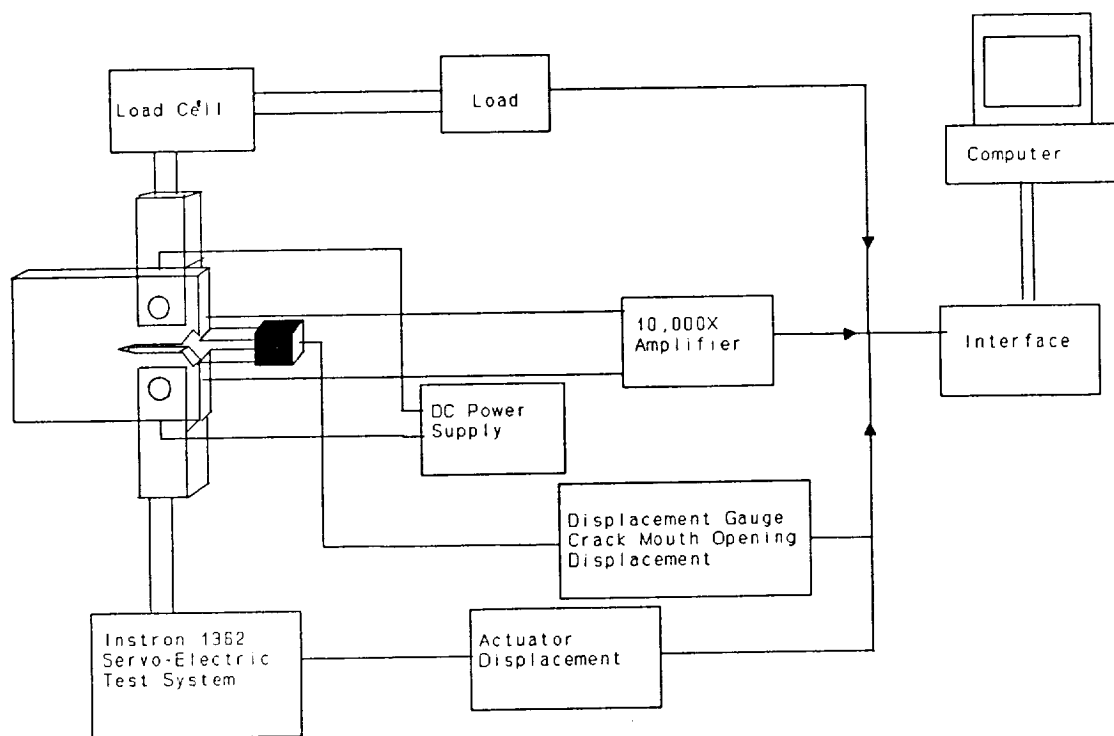 Load Cell
Load
Computer
10,000X
Amplifier
Interface
DC Power
Supply
Displacement Gauge
Crack Mouth Opening
Displacement
Instron 1362
Servo-Electric
Test System
Actuator
Displacement